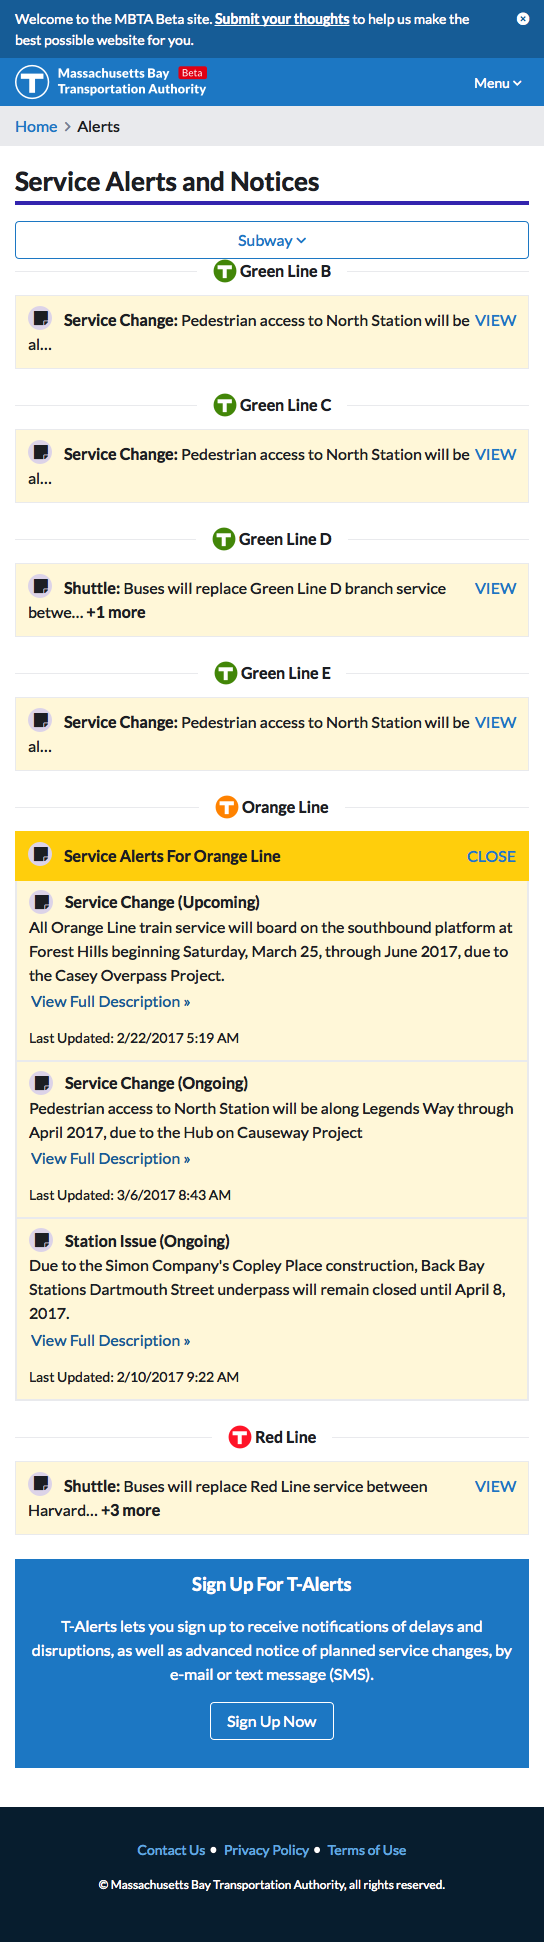 Welcome to the MBTA Beta site. Submit your thoughts to help us make the
best possible website for you.
Massachusetts Bay Beta
Transportation Authority
Menu
Home > Alerts
Service Alerts and Notices
Subway
T Green Line B
Service Change: Pedestrian access to North Station will be VIEW
al...
T Green Line C
Service Change: Pedestrian access to North Station will be VIEW
al...
T Green Line D
Shuttle: Buses will replace Green Line D branch service VIEW
betwe... +1 more
T Green Line E
Service Change: Pedestrian access to North Station will be VIEW
al...
T Orange Line
Service Alerts For Orange Line CLOSE
Service Change (Upcoming)
All Orange Line train service will board on the southbound platform at
Forest Hills beginning Saturday, March 25, through June 2017, due to
the Casey Overpass Project.
View Full Description »
Last Updated: 2/22/2017 5:19 AM
Service Change (Ongoing)
Pedestrian access to North Station will be along Legends Way through
April 2017, due to the Hub on Causeway Project
View Full Description »
Last Updated: 3/6/2017 8:43 AM
Station Issue (Ongoing)
Due to the Simon Company's Copley Place construction, Back Bay
Stations Dartmouth Street underpass will remain closed until April 8,
2017.
View Full Description »
Last Updated: 2/10/2017 9:22 AM
T Red Line
Shuttle: Buses will replace Red Line service between VIEW
Harvard... +3 more
Sign Up For T-Alerts
T-Alerts lets you sign up to receive notifications of delays and
disruptions, as well as advanced notice of planned service changes, by
e-mail or text message (SMS).
Sign Up Now
Contact Us • Privacy Policy • Terms of Use
© Massachusetts Bay Transportation Authority, all rights reserved.